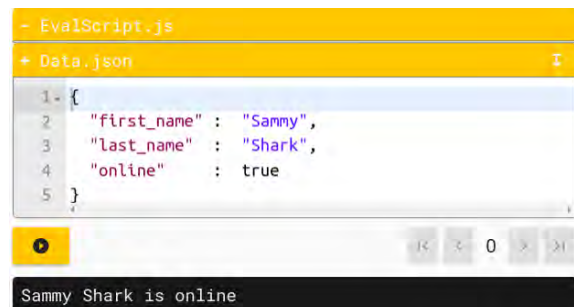 - EvalScript.js
+ Data.json
1 {
2 "first_name" : "Sammy",
3 "last_name" : "Shark",
4 "online" : true
5 }
0
Sammy Shark is online